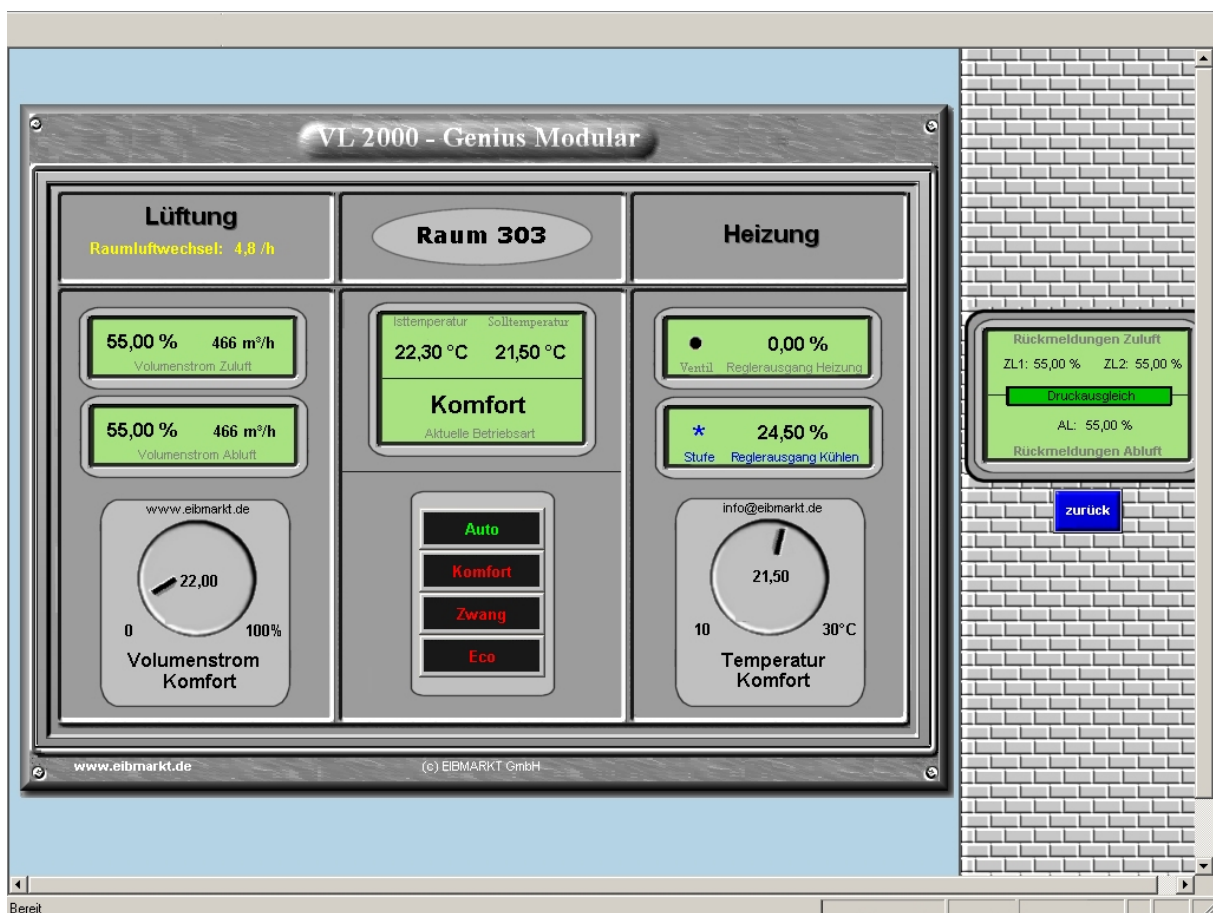 VL 2000 - Genius Modular
Lüftung
Raumluftwechsel: 4,8 /h
Raum 303
Heizung
55,00 % 466 m³/h
Volumenstrom Zuluft
55,00 % 466 m³/h
Volumenstrom Abluft
www.eibmarkt.de
22,00
0 100%
Volumenstrom
Komfort
Isttemperatur Solltemperatur
22,30 °C 21,50 °C
Komfort
Aktuelle Betriebsart
Auto
Komfort
Zwang
Eco
0,00 %
Ventil Reglerausgang Heizung
* 24,50 %
Stufe Reglerausgang Kühlen
info@eibmarkt.de
21,50
10 30°C
Temperatur
Komfort
www.eibmarkt.de
(c) EIBMARKT GmbH
Rückmeldungen Zuluft
ZL1: 55,00 % ZL2: 55,00 %
Druckausgleich
AL: 55,00 %
Rückmeldungen Abluft
zurück
Bereit